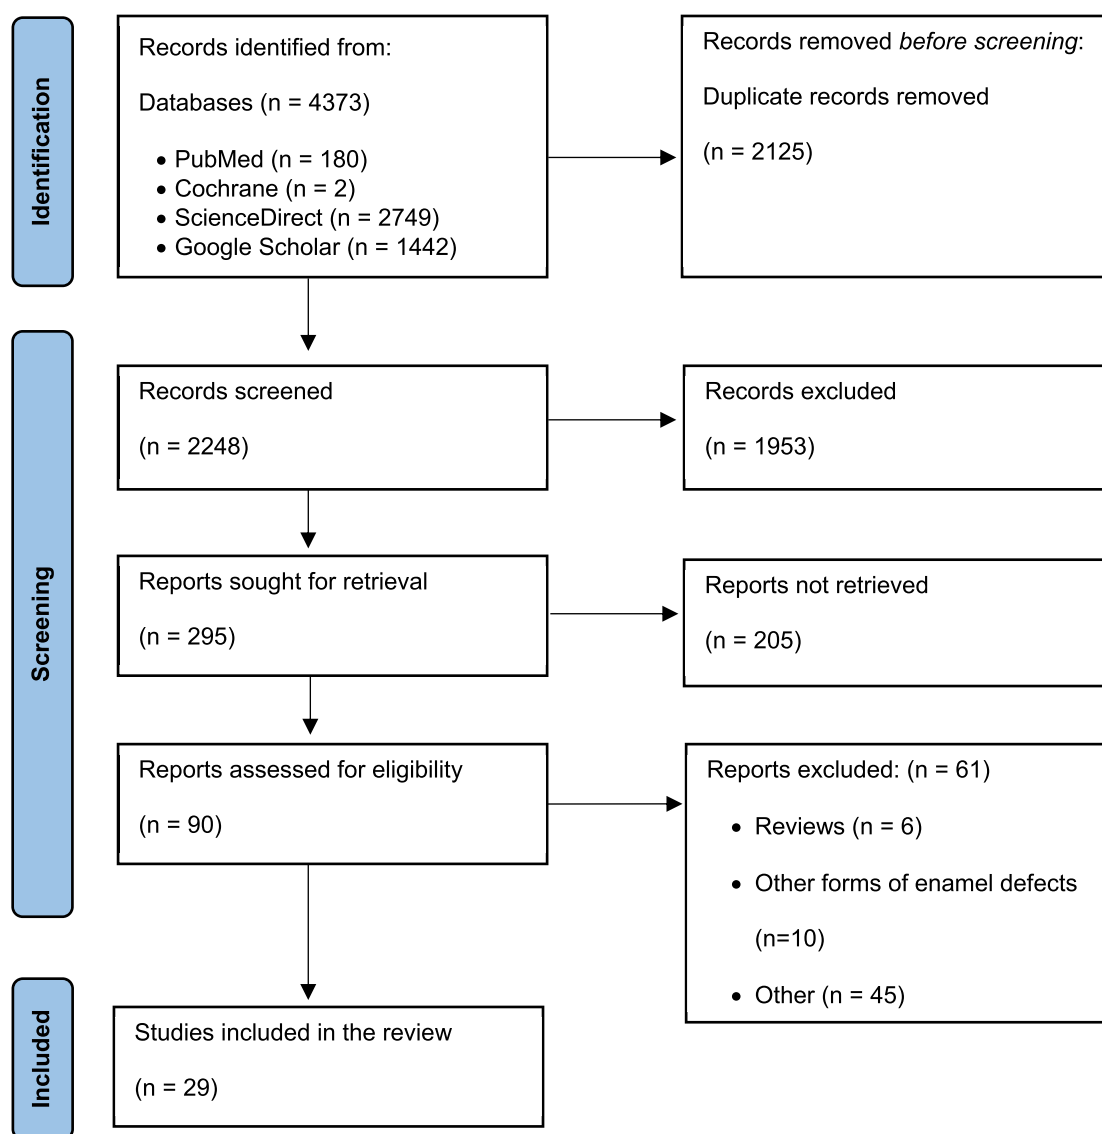 Identification
Records identified from:
Databases (n = 4373)
• PubMed (n = 180)
• Cochrane (n = 2)
• ScienceDirect (n = 2749)
• Google Scholar (n = 1442)
Records removed before screening:
Duplicate records removed
(n = 2125)
Screening
Records screened
(n = 2248)
Records excluded
(n = 1953)
Reports sought for retrieval
(n = 295)
Reports not retrieved
(n = 205)
Reports assessed for eligibility
(n = 90)
Reports excluded: (n = 61)
• Reviews (n = 6)
• Other forms of enamel defects
(n=10)
• Other (n = 45)
Included
Studies included in the review
(n = 29)